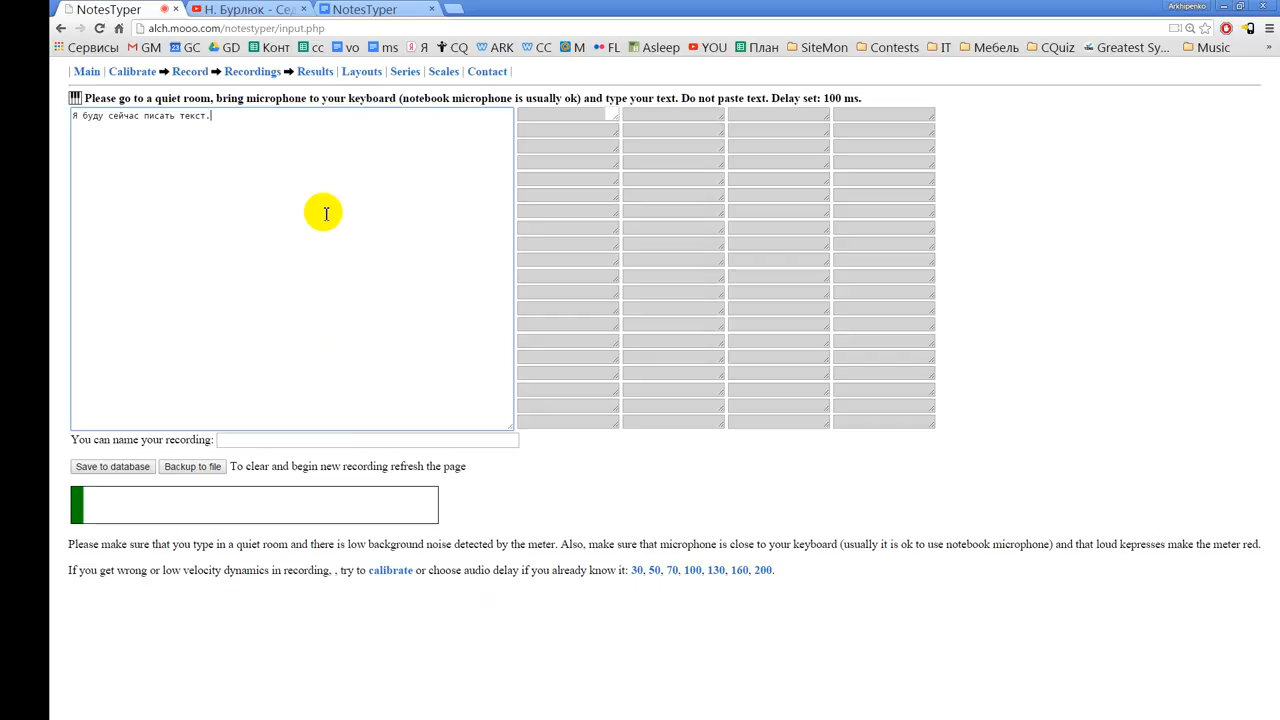 Arkhipenko
NotesTyper
Н. Бурлюк - Сед
NotesTyper
alch.mooo.com/notestyper/input.php
Сервисы GM GC GD Конт cc vo ms Я CQ ARK CC M FL Asleep YOU План SiteMon Contests IT Мебель CQuiz Greatest Sy... Music »
| Main | Calibrate ➡ Record ➡ Recordings ➡ Results | Layouts | Series | Scales | Contact |
Please go to a quiet room, bring microphone to your keyboard (notebook microphone is usually ok) and type your text. Do not paste text. Delay set: 100 ms.
Я буду сейчас писать текст.
You can name your recording:
Save to database Backup to file To clear and begin new recording refresh the page
Please make sure that you type in a quiet room and there is low background noise detected by the meter. Also, make sure that microphone is close to your keyboard (usually it is ok to use notebook microphone) and that loud kepresses make the meter red.
If you get wrong or low velocity dynamics in recording, , try to calibrate or choose audio delay if you already know it: 30, 50, 70, 100, 130, 160, 200.